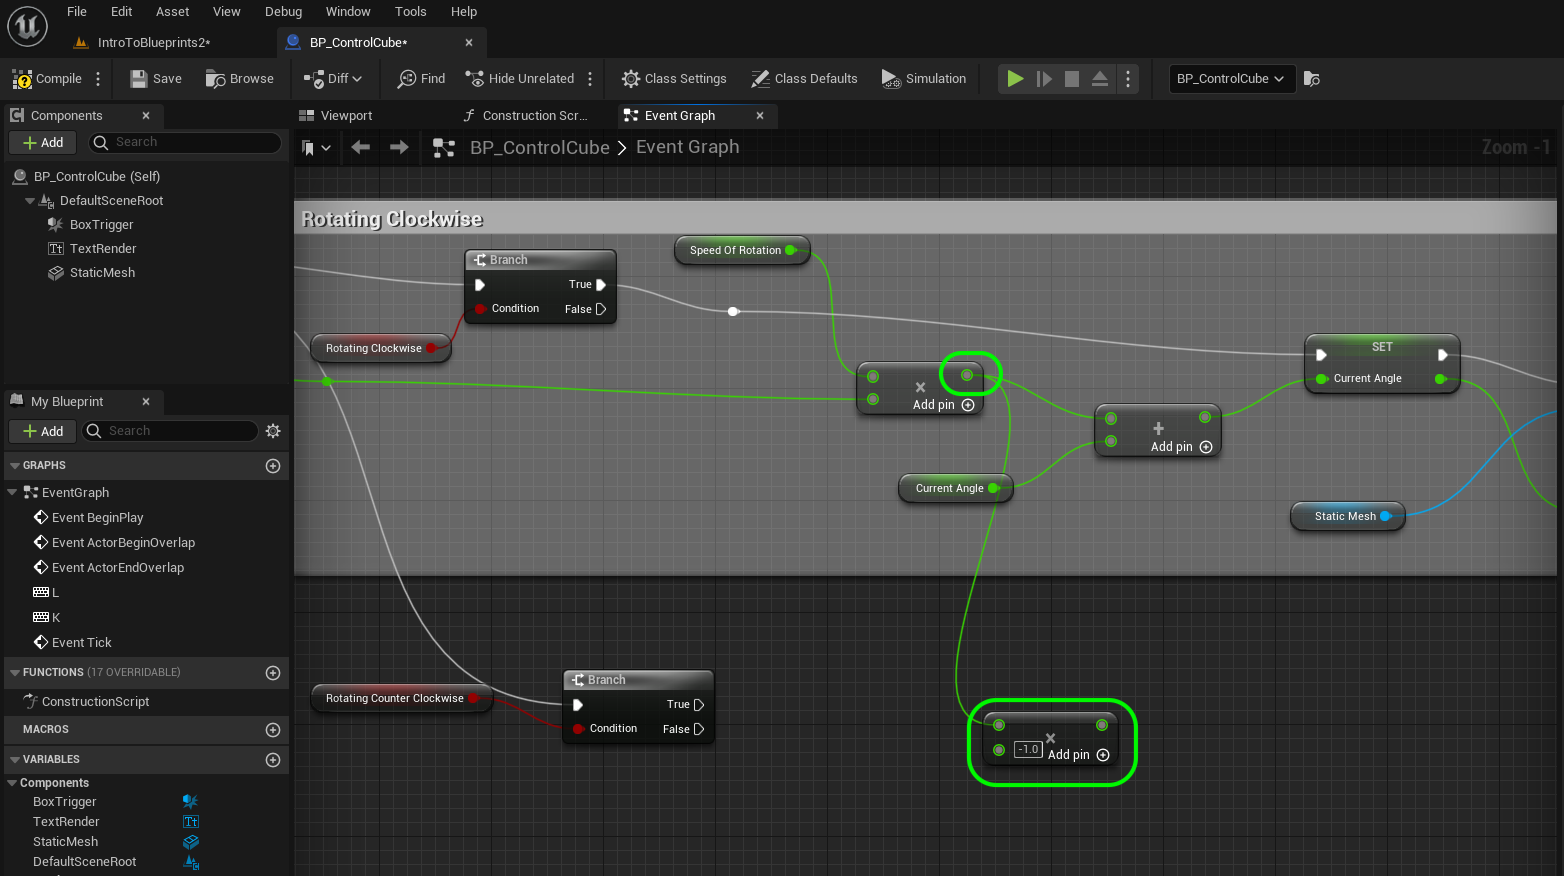 File Edit Asset View Debug Window Tools Help
IntroToBlueprints2* BP_ControlCube*
Compile Save Browse Diff Find Hide Unrelated Class Settings Class Defaults Simulation BP_ControlCube
Components Viewport Construction Scr... Event Graph
Add Search BP_ControlCube > Event Graph Zoom -1
BP_ControlCube (Self)
DefaultSceneRoot
BoxTrigger
TextRender
StaticMesh
My Blueprint
Add Search
GRAPHS
EventGraph
Event BeginPlay
Event ActorBeginOverlap
Event ActorEndOverlap
L
K
Event Tick
FUNCTIONS (17 OVERRIDABLE)
ConstructionScript
MACROS
VARIABLES
Components
BoxTrigger
TextRender
StaticMesh
DefaultSceneRoot
Rotating Clockwise
Speed Of Rotation
Branch
True
Condition False
Rotating Clockwise
×
Add pin
SET
Current Angle
+
Add pin
Current Angle
Static Mesh
Branch
Rotating Counter Clockwise True
Condition False
×
-1.0 Add pin